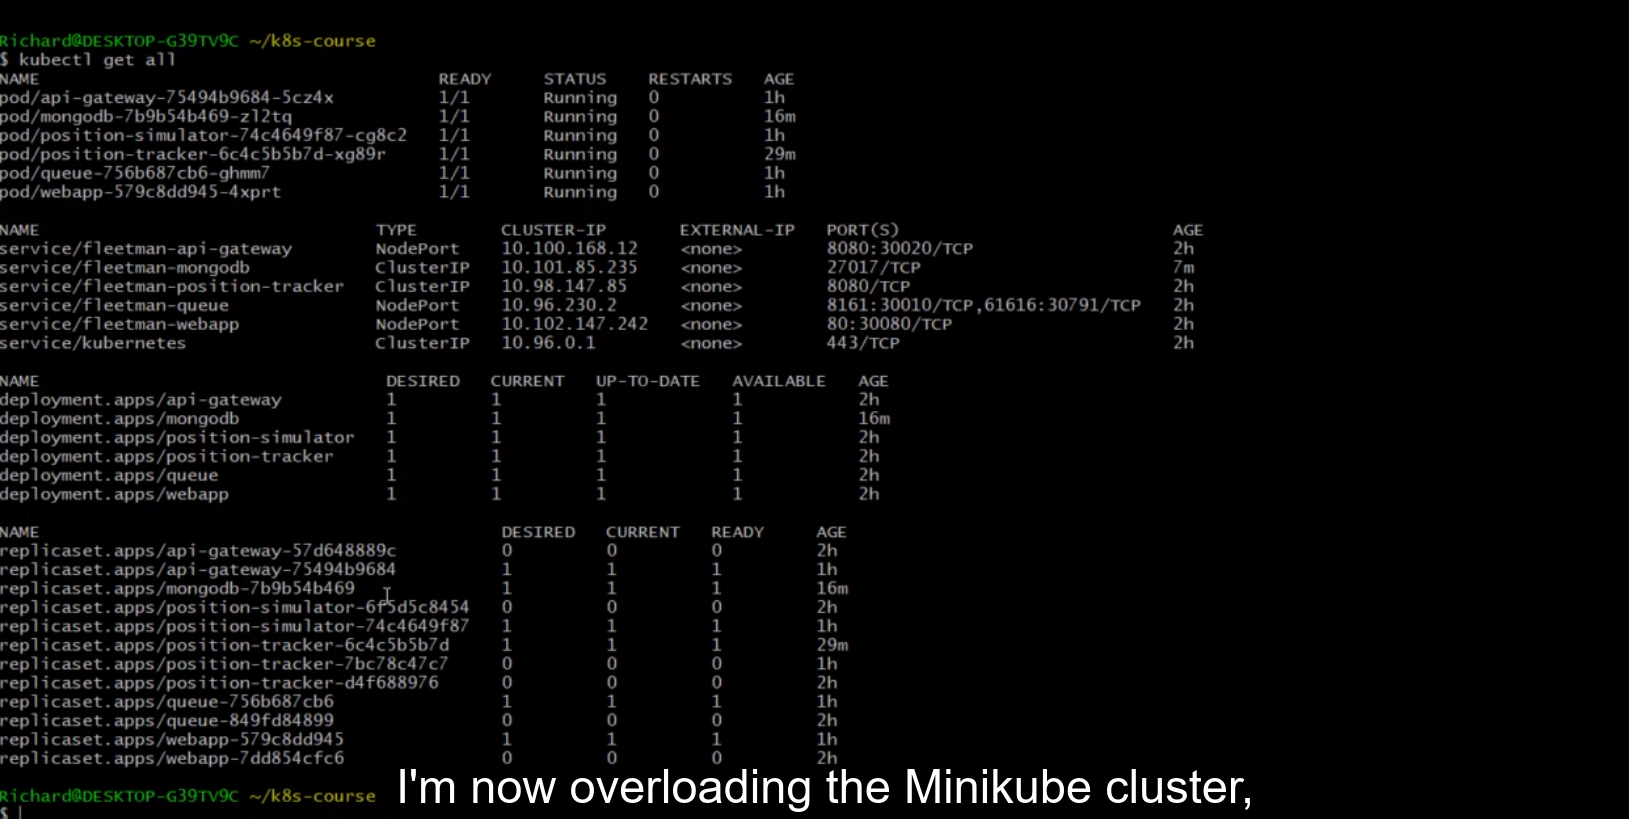 Richard@DESKTOP-G39TV9C ~/k8s-course
$ kubectl get all
NAME READY STATUS RESTARTS AGE
pod/api-gateway-75494b9684-5cz4x 1/1 Running 0 1h
pod/mongodb-7b9b54b469-zl2tq 1/1 Running 0 16m
pod/position-simulator-74c4649f87-cg8c2 1/1 Running 0 1h
pod/position-tracker-6c4c5b5b7d-xg89r 1/1 Running 0 29m
pod/queue-756b687cb6-ghmm7 1/1 Running 0 1h
pod/webapp-579c8dd945-4xprt 1/1 Running 0 1h
NAME TYPE CLUSTER-IP EXTERNAL-IP PORT(S) AGE
service/fleetman-api-gateway NodePort 10.100.168.12 <none> 8080:30020/TCP 2h
service/fleetman-mongodb ClusterIP 10.101.85.235 <none> 27017/TCP 7m
service/fleetman-position-tracker ClusterIP 10.98.147.85 <none> 8080/TCP 2h
service/fleetman-queue NodePort 10.96.230.2 <none> 8161:30010/TCP,61616:30791/TCP 2h
service/fleetman-webapp NodePort 10.102.147.242 <none> 80:30080/TCP 2h
service/kubernetes ClusterIP 10.96.0.1 <none> 443/TCP 2h
NAME DESIRED CURRENT UP-TO-DATE AVAILABLE AGE
deployment.apps/api-gateway 1 1 1 1 2h
deployment.apps/mongodb 1 1 1 1 16m
deployment.apps/position-simulator 1 1 1 1 2h
deployment.apps/position-tracker 1 1 1 1 2h
deployment.apps/queue 1 1 1 1 2h
deployment.apps/webapp 1 1 1 1 2h
NAME DESIRED CURRENT READY AGE
replicaset.apps/api-gateway-57d648889c 0 0 0 2h
replicaset.apps/api-gateway-75494b9684 1 1 1 1h
replicaset.apps/mongodb-7b9b54b469 1 1 1 16m
replicaset.apps/position-simulator-6f5d5c8454 0 0 0 2h
replicaset.apps/position-simulator-74c4649f87 1 1 1 1h
replicaset.apps/position-tracker-6c4c5b5b7d 1 1 1 29m
replicaset.apps/position-tracker-7bc78c47c7 0 0 0 1h
replicaset.apps/position-tracker-d4f688976 0 0 0 2h
replicaset.apps/queue-756b687cb6 1 1 1 1h
replicaset.apps/queue-849fd84899 0 0 0 2h
replicaset.apps/webapp-579c8dd945 1 1 1 1h
replicaset.apps/webapp-7dd854cfc6 0 0 0 2h
Richard@DESKTOP-G39TV9C ~/k8s-course
$
I'm now overloading the Minikube cluster,